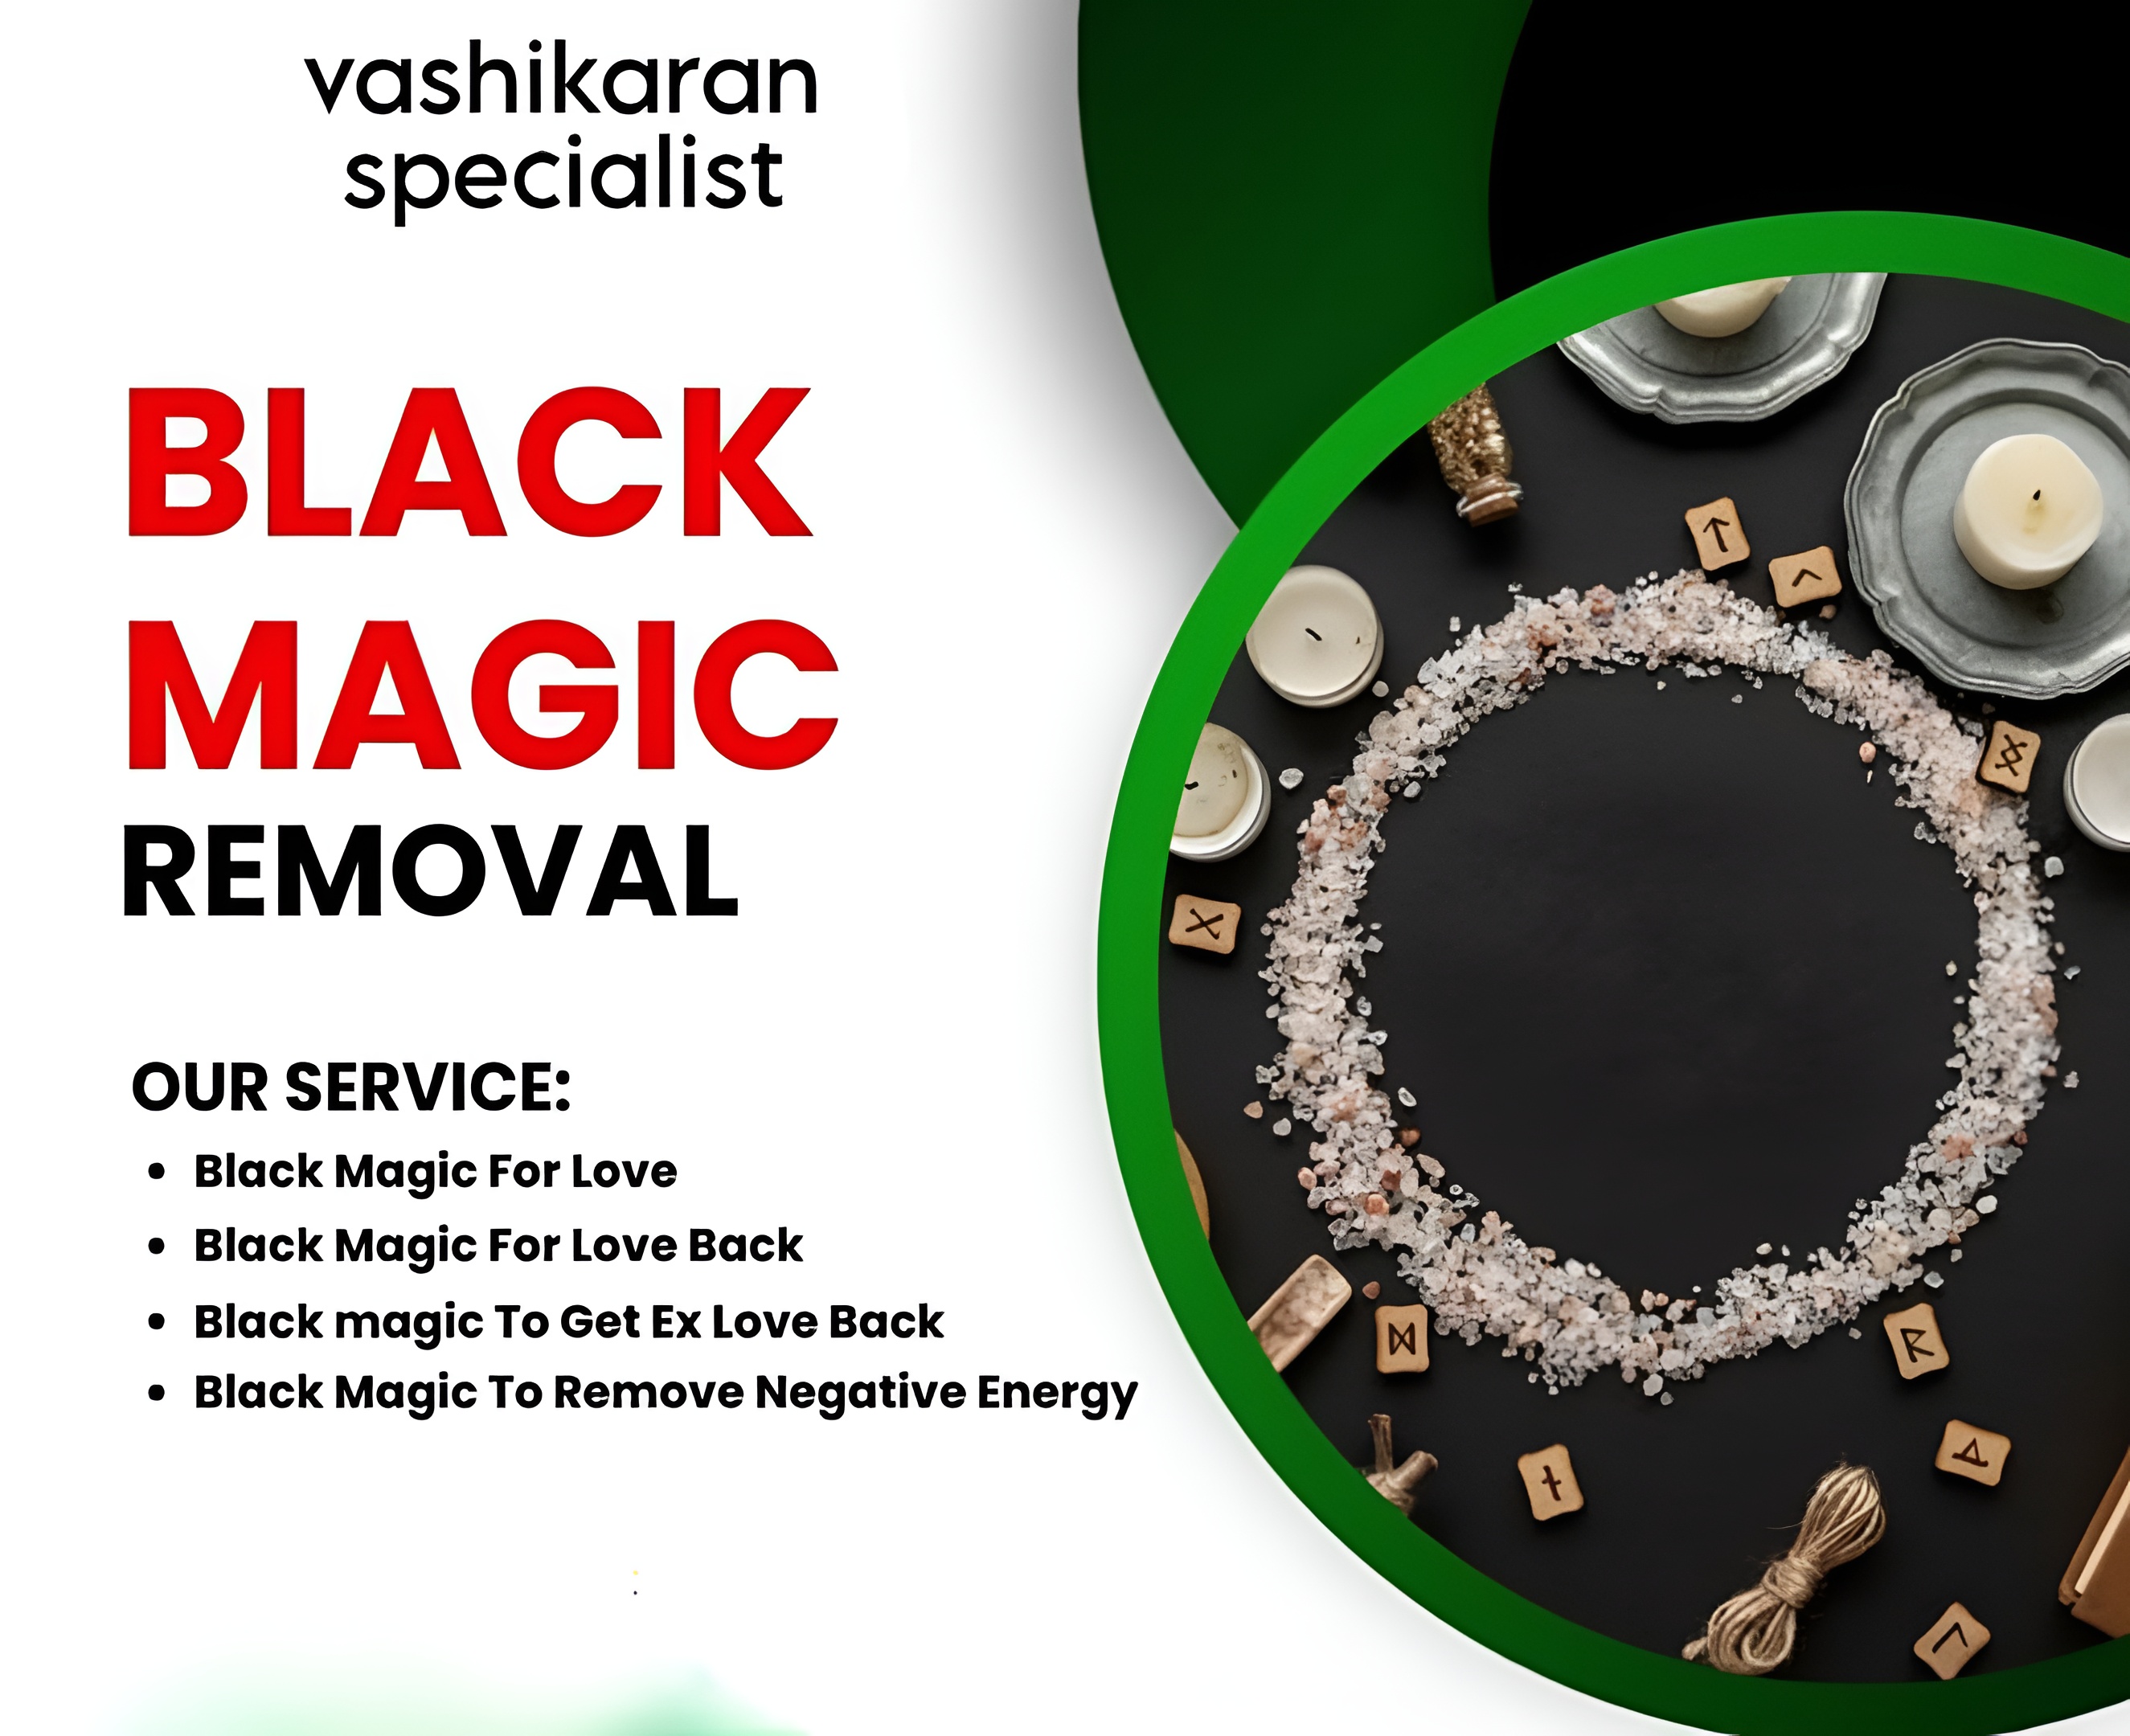 vashikaran
specialist
BLACK
MAGIC
REMOVAL
OUR SERVICE:
• Black Magic For Love
• Black Magic For Love Back
• Black magic To Get Ex Love Back
• Black Magic To Remove Negative Energy